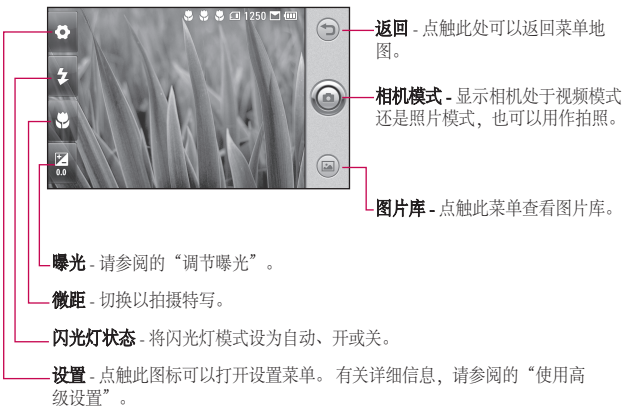 1250
0.0
返回 - 点触此处可以返回菜单地
图。
相机模式 - 显示相机处于视频模式
还是照片模式，也可以用作拍照。
图片库 - 点触此菜单查看图片库。
曝光 - 请参阅的“调节曝光”。
微距 - 切换以拍摄特写。
闪光灯状态 - 将闪光灯模式设为自动、开或关。
设置 - 点触此图标可以打开设置菜单。 有关详细信息，请参阅的“使用高
级设置”。